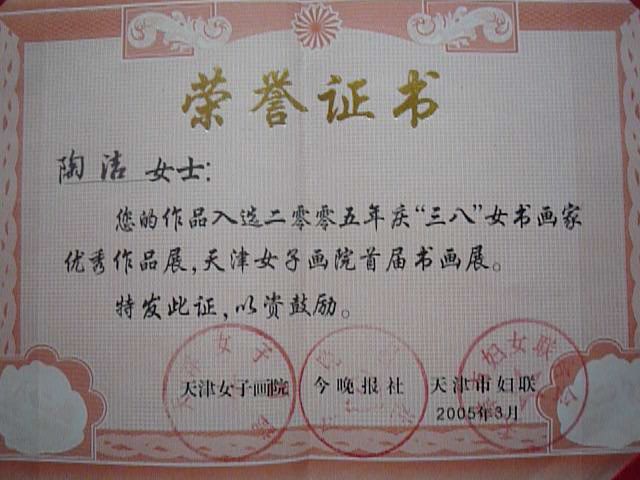 荣誉证书
陶洁 女士:
您的作品入选二零零五年庆“三八”女书画家
优秀作品展,天津女子画院首届书画展。
特发此证,以资鼓励。
天津女子画院 今晚报社 天津市妇联
2005年3月